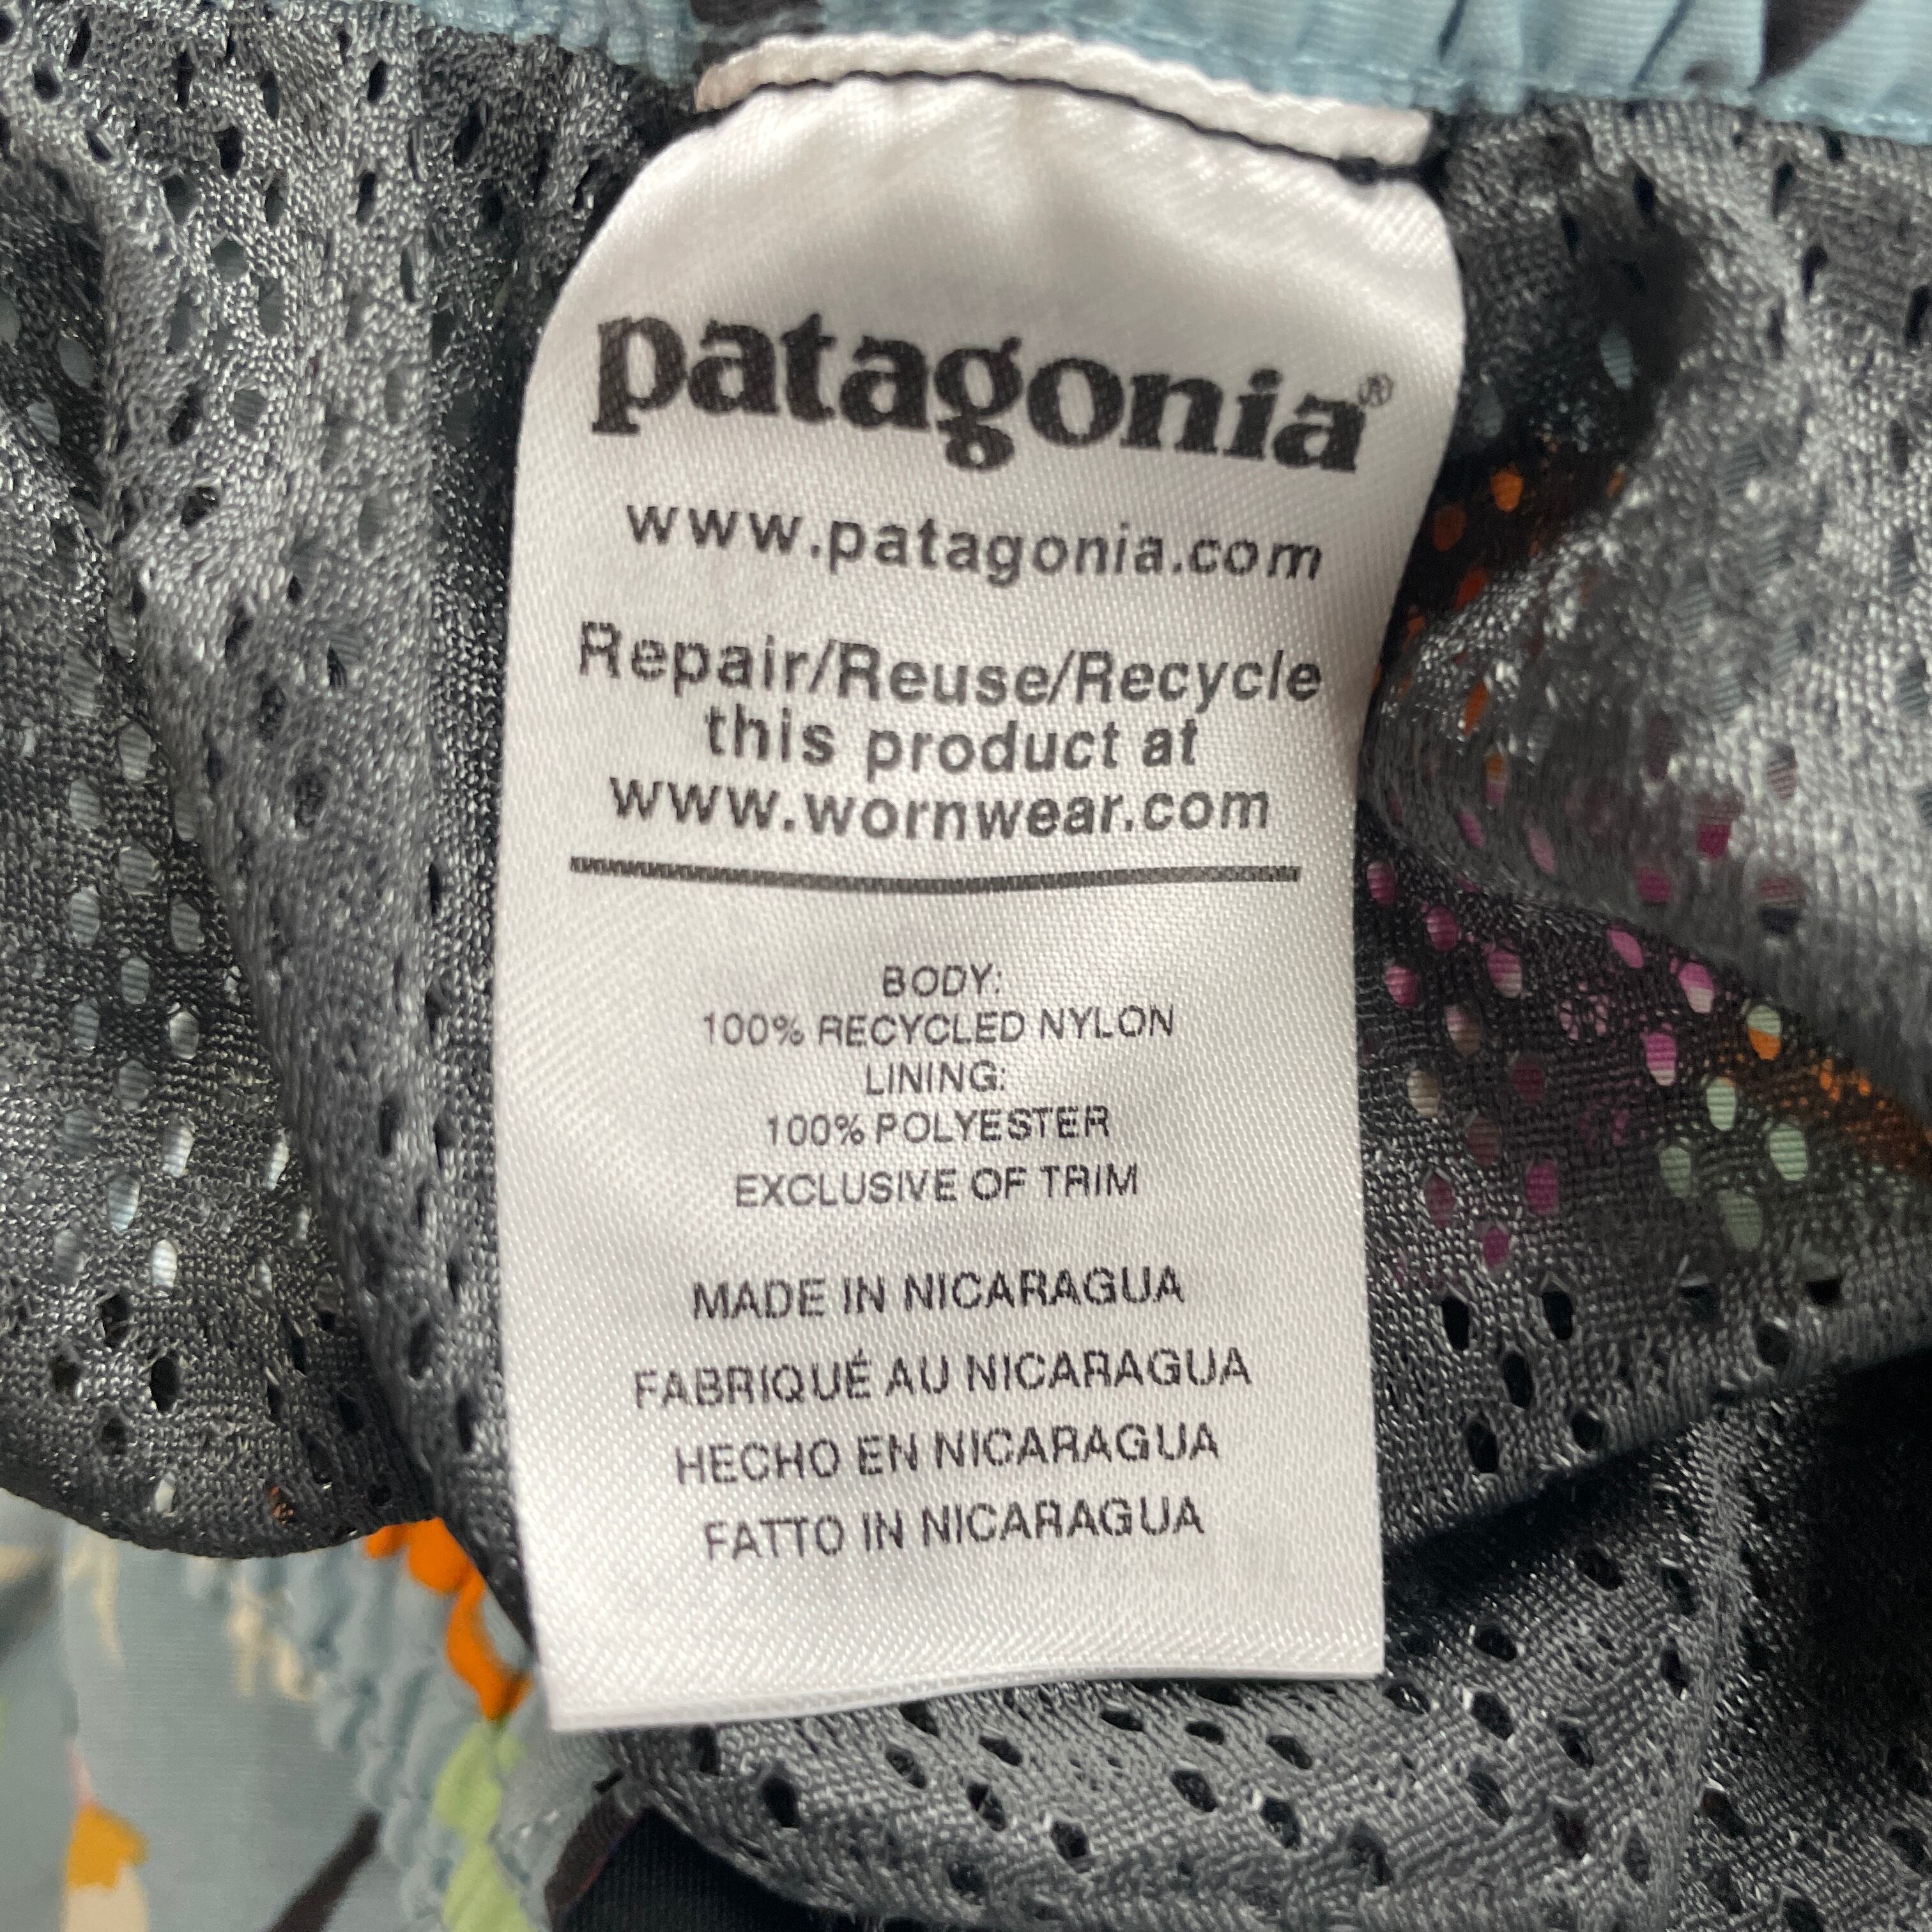 patagonia®
www.patagonia.com
Repair/Reuse/Recycle
this product at
www.wornwear.com
BODY:
100% RECYCLED NYLON
LINING:
100% POLYESTER
EXCLUSIVE OF TRIM
MADE IN NICARAGUA
FABRIQUÉ AU NICARAGUA
HECHO EN NICARAGUA
FATTO IN NICARAGUA